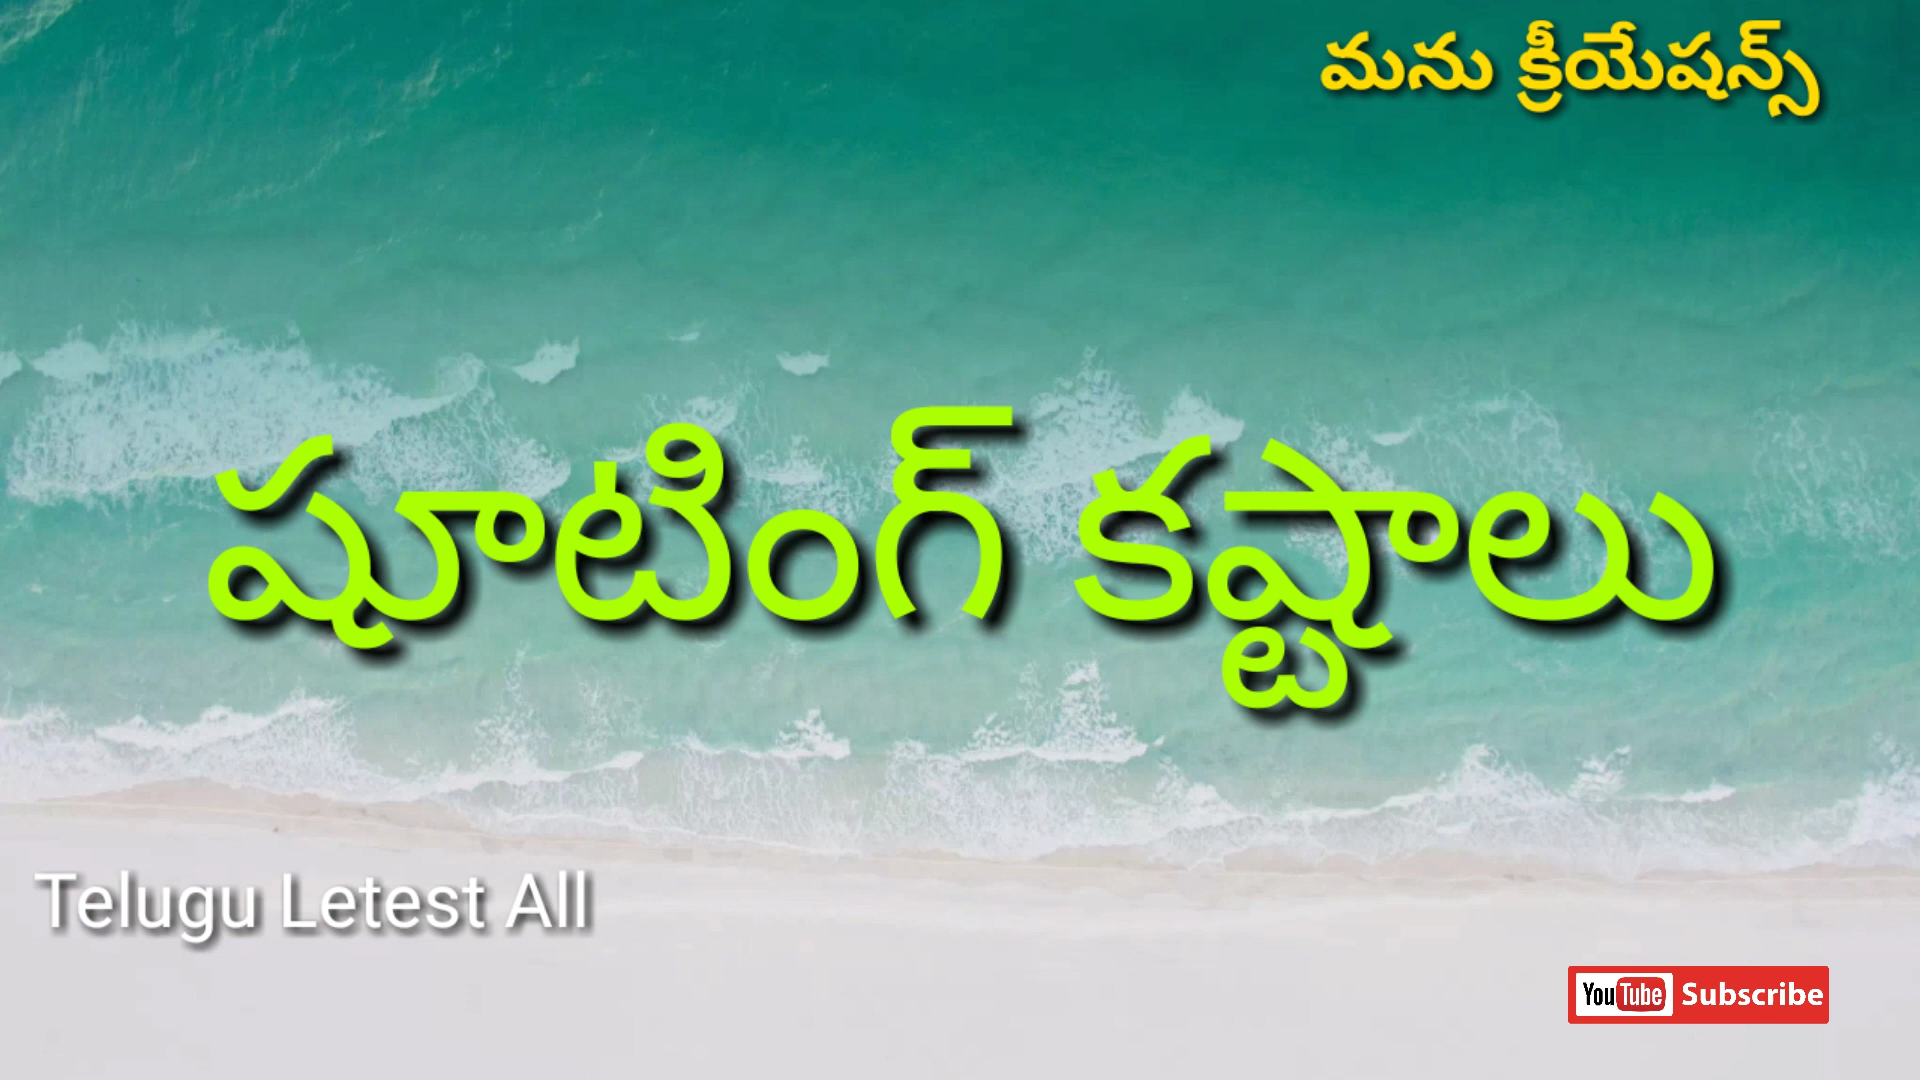 మను క్రీయేషన్స్
షూటింగ్ కష్టాలు
Telugu Letest All
YouTube Subscribe